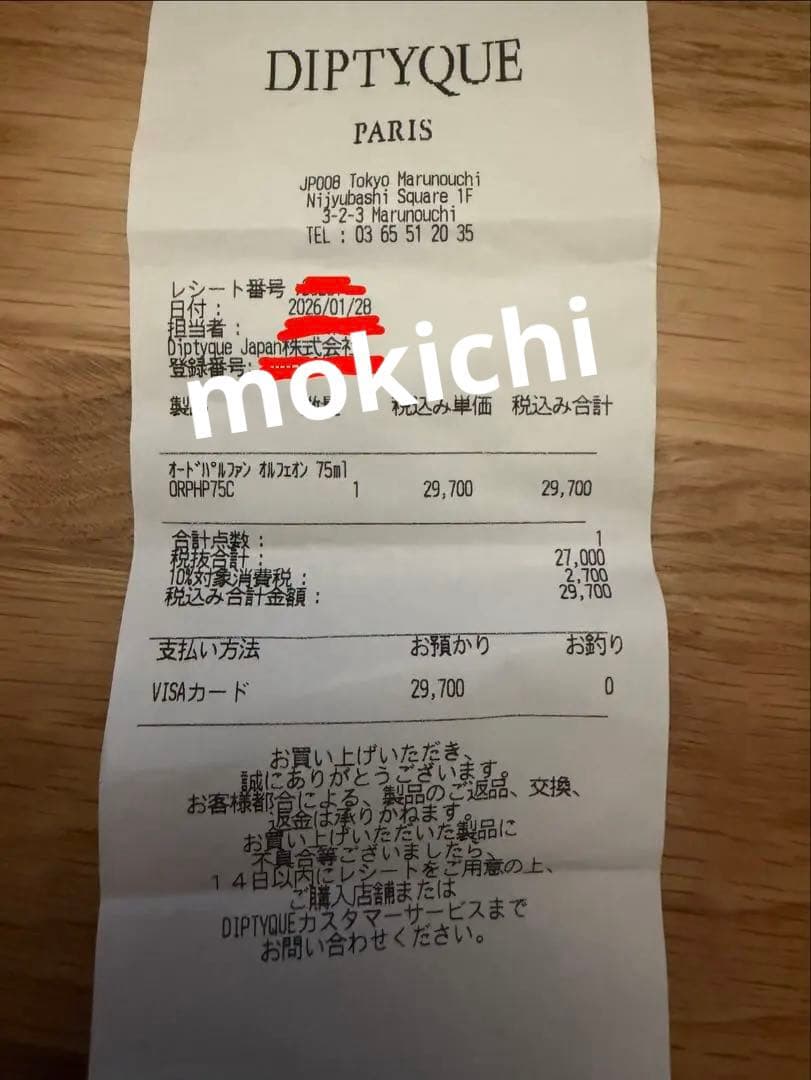 DIPTYQUE
PARIS
JP008 Tokyo Marunouchi
Nijyubashi Square 1F
3-2-3 Marunouchi
TEL : 03 65 51 20 35
レシート番号
日付 : 2026/01/28
担当者 :
Diptyque Japan株式会社
登録番号:
mokichi
税込み単価 税込み合計
ｵｰﾄﾞﾊﾟﾙﾌｧﾝ ｵﾙﾌｪｵﾝ 75ml
ORPHP75C 1 29,700 29,700
合計点数 : 1
税抜合計 : 27,000
10%対象消費税 : 2,700
税込み合計金額 : 29,700
支払い方法 お預かり お釣り
VISAカード 29,700 0
お買い上げいただき、
誠にありがとうございます。
お客様都合による、製品のご返品、交換、
返金は承りかねます。
お買い上げいただいた製品に
不具合等ございましたら、
１４日以内にレシートをご用意の上、
ご購入店舗または
DIPTYQUEカスタマーサービスまで
お問い合わせください。